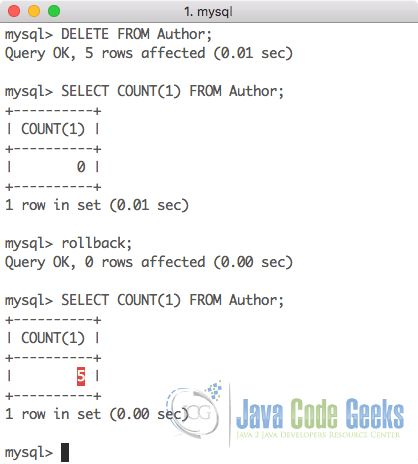 1. mysql
mysql> DELETE FROM Author;
Query OK, 5 rows affected (0.01 sec)
mysql> SELECT COUNT(1) FROM Author;
+----------+
| COUNT(1) |
+----------+
|        0 |
+----------+
1 row in set (0.01 sec)
mysql> rollback;
Query OK, 0 rows affected (0.00 sec)
mysql> SELECT COUNT(1) FROM Author;
+----------+
| COUNT(1) |
+----------+
|        5 |
+----------+
1 row in set (0.00 sec)
JCG
Java Code Geeks
JAVA 2 JAVA DEVELOPERS RESOURCE CENTER
mysql>